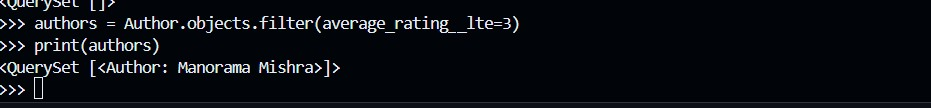 <QuerySet []>
>>> authors = Author.objects.filter(average_rating__lte=3)
>>> print(authors)
<QuerySet [<Author: Manorama Mishra>]>
>>>